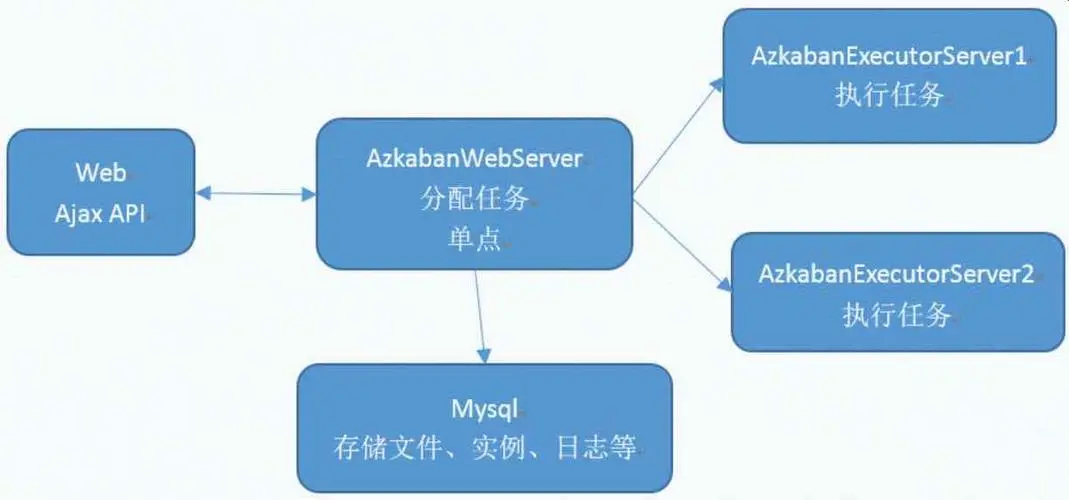 Web
Ajax API
AzkabanWebServer
分配任务
单点
AzkabanExecutorServer1
执行任务
AzkabanExecutorServer2
执行任务
Mysql
存储文件、实例、日志等